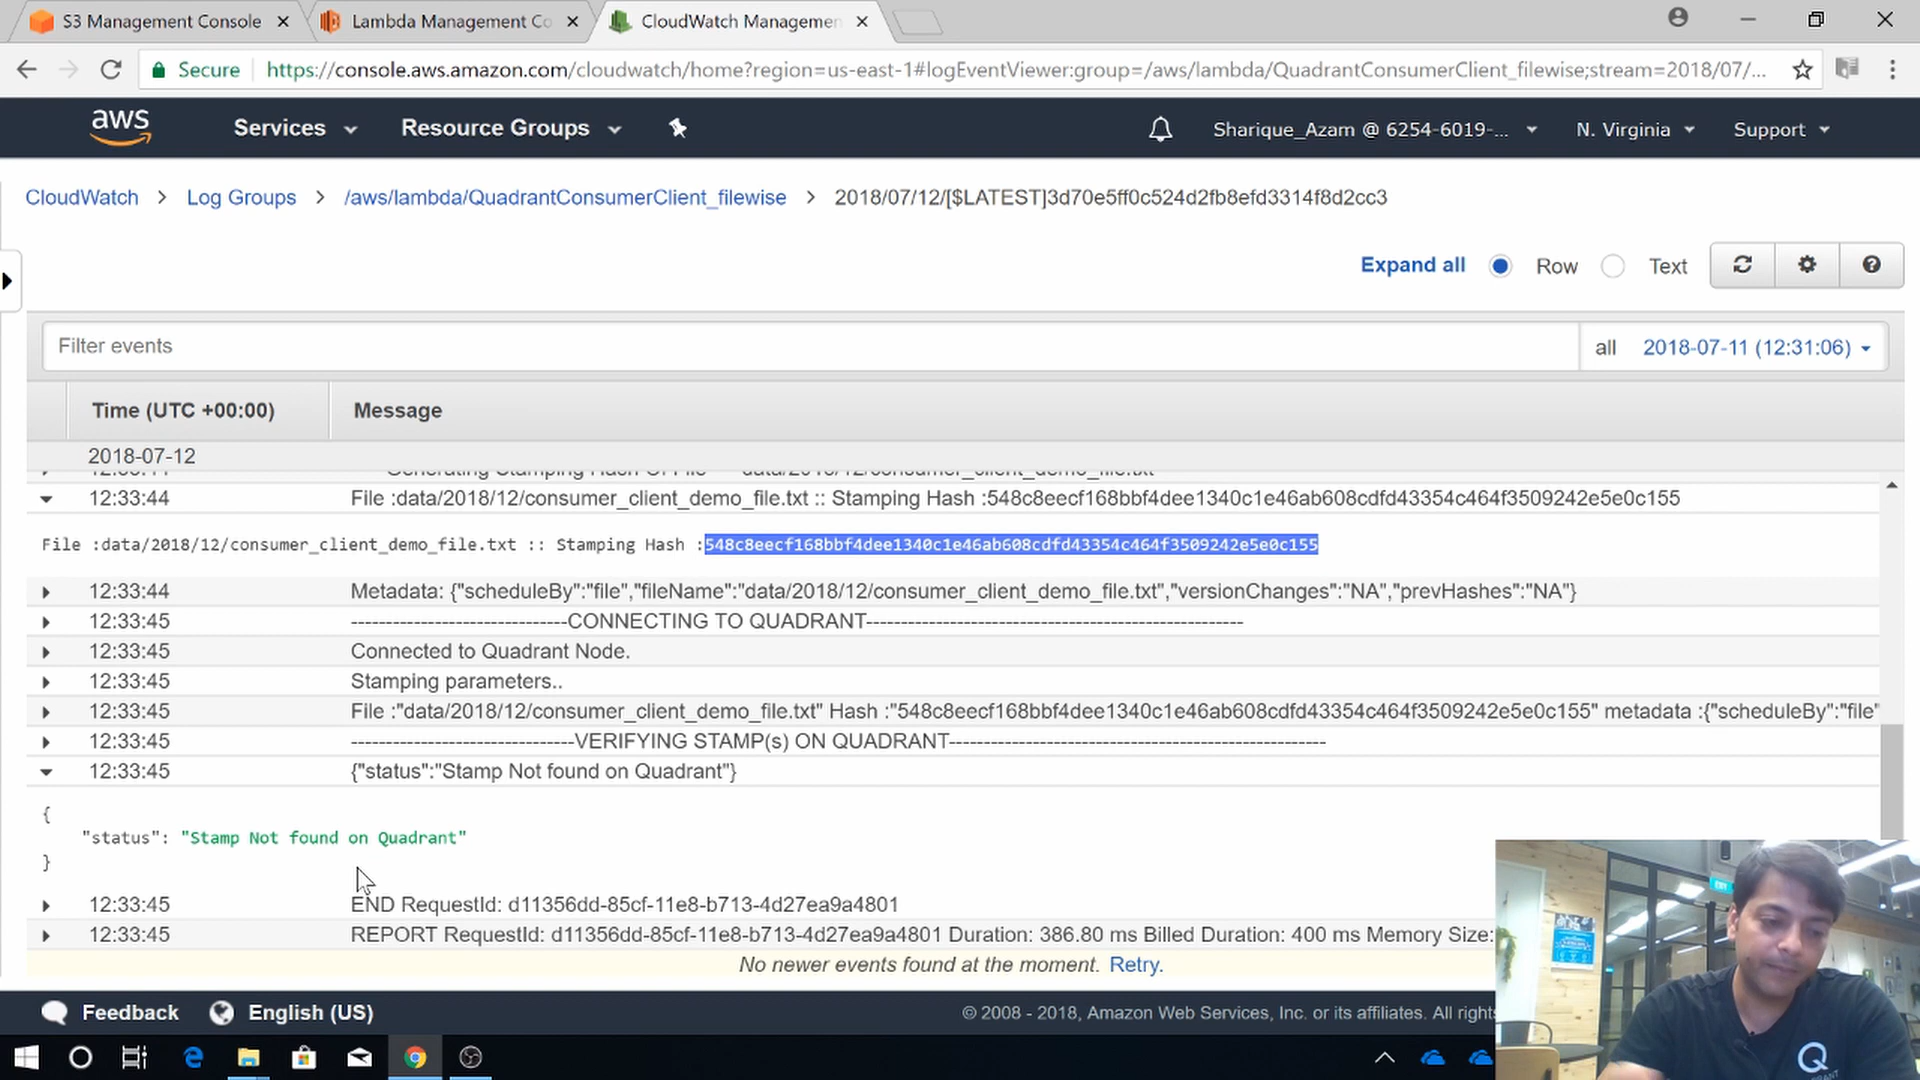 S3 Management Console
Lambda Management Co
CloudWatch Managemen
Secure
https://console.aws.amazon.com/cloudwatch/home?region=us-east-1#logEventViewer:group=/aws/lambda/QuadrantConsumerClient_filewise;stream=2018/07/...
aws
Services
Resource Groups
Sharique_Azam @ 6254-6019-...
N. Virginia
Support
CloudWatch
Log Groups
/aws/lambda/QuadrantConsumerClient_filewise
2018/07/12/[$LATEST]3d70e5ff0c524d2fb8efd3314f8d2cc3
Expand all
Row
Text
Filter events
all
2018-07-11 (12:31:06)
Time (UTC +00:00)
Message
2018-07-12
12:33:44 File :data/2018/12/consumer_client_demo_file.txt :: Stamping Hash :548c8eecf168bbf4dee1340c1e46ab608cdfd43354c464f3509242e5e0c155
File :data/2018/12/consumer_client_demo_file.txt :: Stamping Hash :548c8eecf168bbf4dee1340c1e46ab608cdfd43354c464f3509242e5e0c155
12:33:44 Metadata: {"scheduleBy":"file","fileName":"data/2018/12/consumer_client_demo_file.txt","versionChanges":"NA","prevHashes":"NA"}
12:33:45 -------------------------------CONNECTING TO QUADRANT------------------------------------------------------
12:33:45 Connected to Quadrant Node.
12:33:45 Stamping parameters..
12:33:45 File :"data/2018/12/consumer_client_demo_file.txt" Hash :"548c8eecf168bbf4dee1340c1e46ab608cdfd43354c464f3509242e5e0c155" metadata :{"scheduleBy":"file"
12:33:45 --------------------------------VERIFYING STAMP(s) ON QUADRANT------------------------------------------------------
12:33:45 {"status":"Stamp Not found on Quadrant"}
{
"status": "Stamp Not found on Quadrant"
}
12:33:45 END RequestId: d11356dd-85cf-11e8-b713-4d27ea9a4801
12:33:45 REPORT RequestId: d11356dd-85cf-11e8-b713-4d27ea9a4801 Duration: 386.80 ms Billed Duration: 400 ms Memory Size:
No newer events found at the moment. Retry.
Feedback
English (US)
© 2008 - 2018, Amazon Web Services, Inc. or its affiliates. All rights